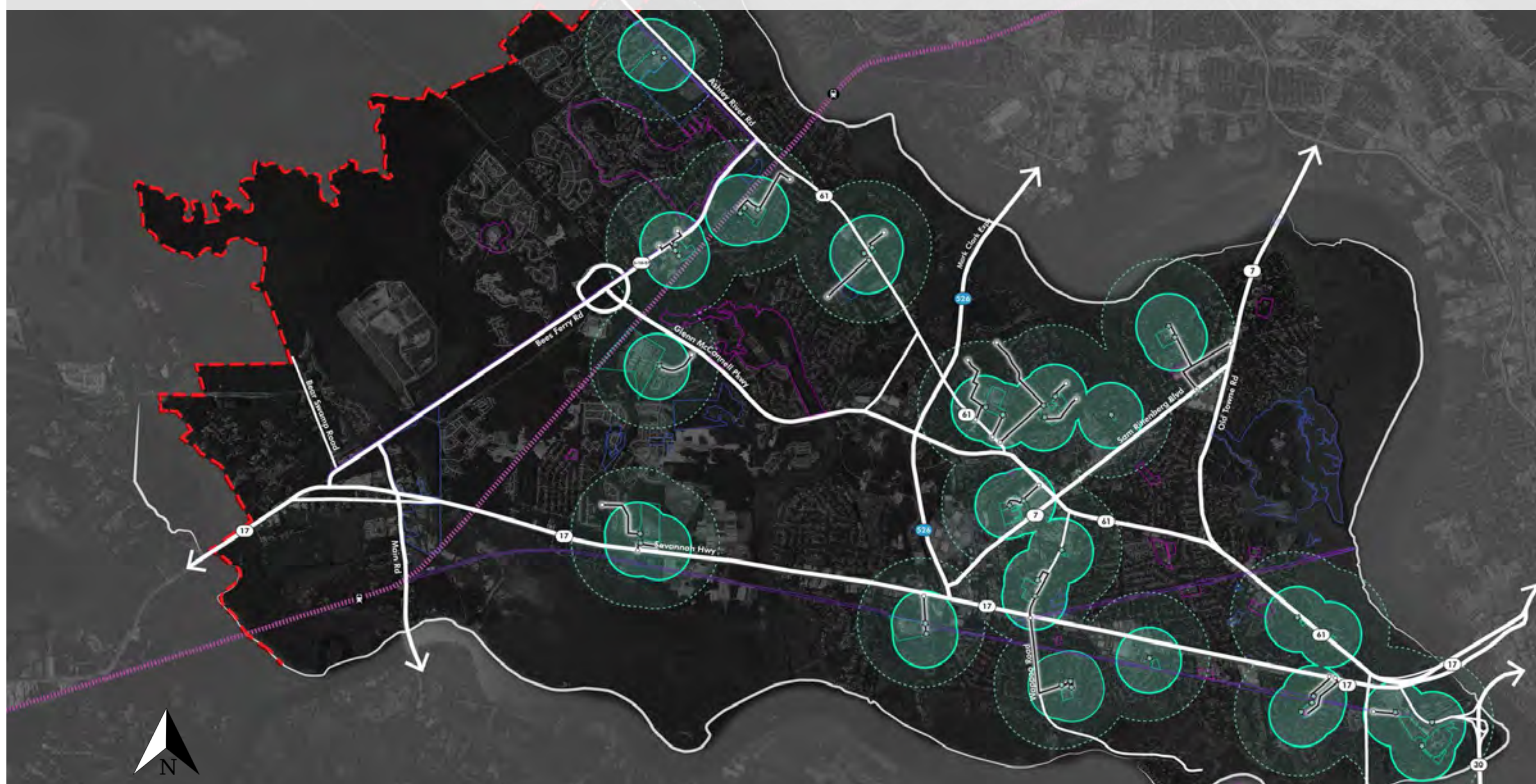 Ashley River Rd
61
Mark Clark Expy
526
7
Bees Ferry Rd
Glenn McConnell Pkwy
Bear Swamp Road
61
Sam Rittenberg Blvd
Old Towne Rd
17
Main Rd
17
Savannah Hwy
526
7
61
17
Wappoo Road
61
17
17
30
N